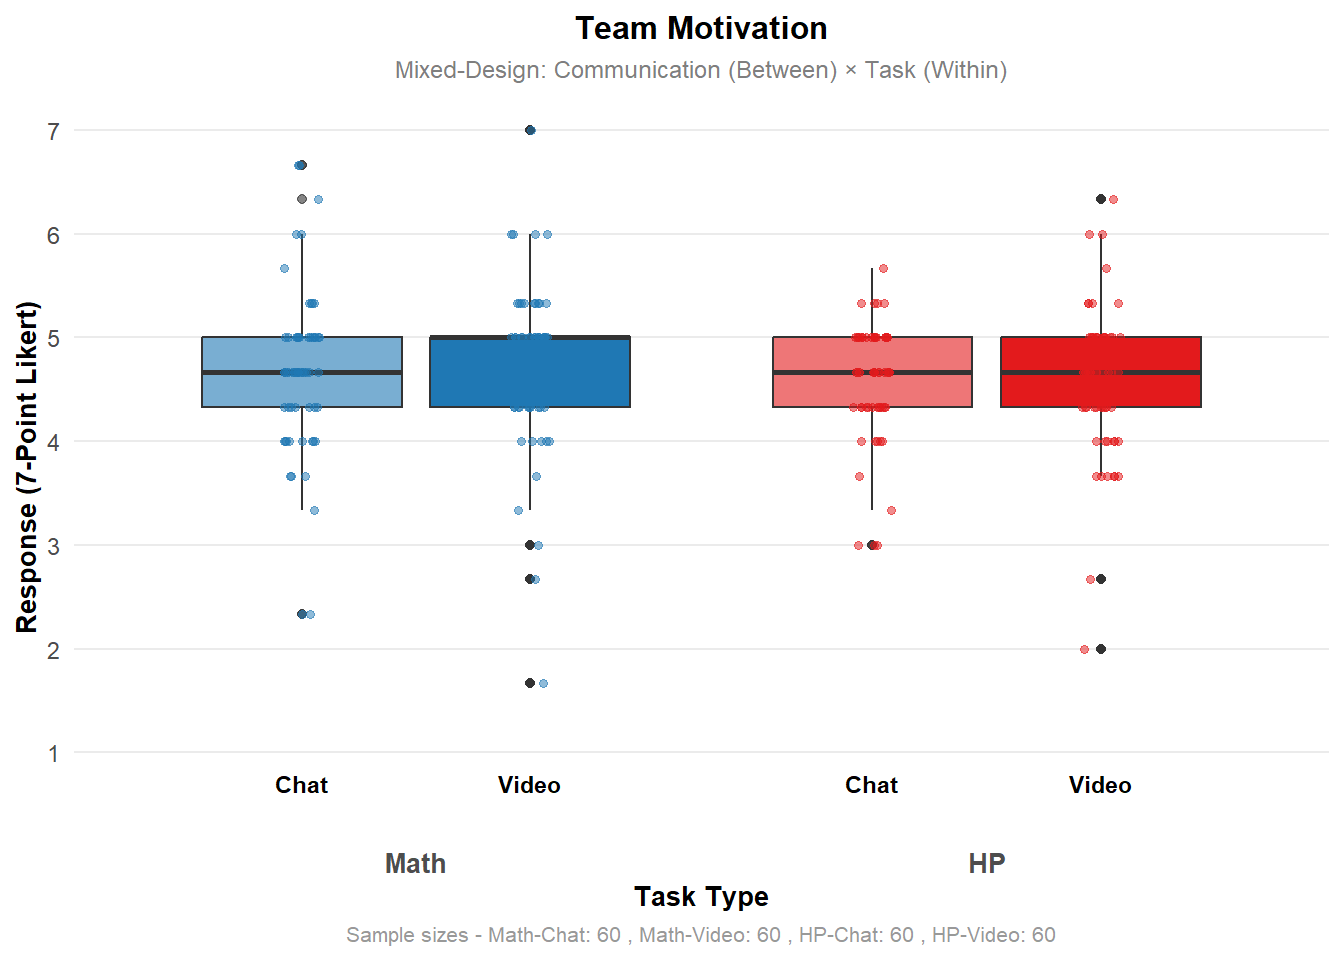 Team Motivation
Mixed-Design: Communication (Between) × Task (Within)
Response (7-Point Likert)
7
6
5
4
3
2
1
Chat Video Chat Video
Math HP
Task Type
Sample sizes - Math-Chat: 60 , Math-Video: 60 , HP-Chat: 60 , HP-Video: 60